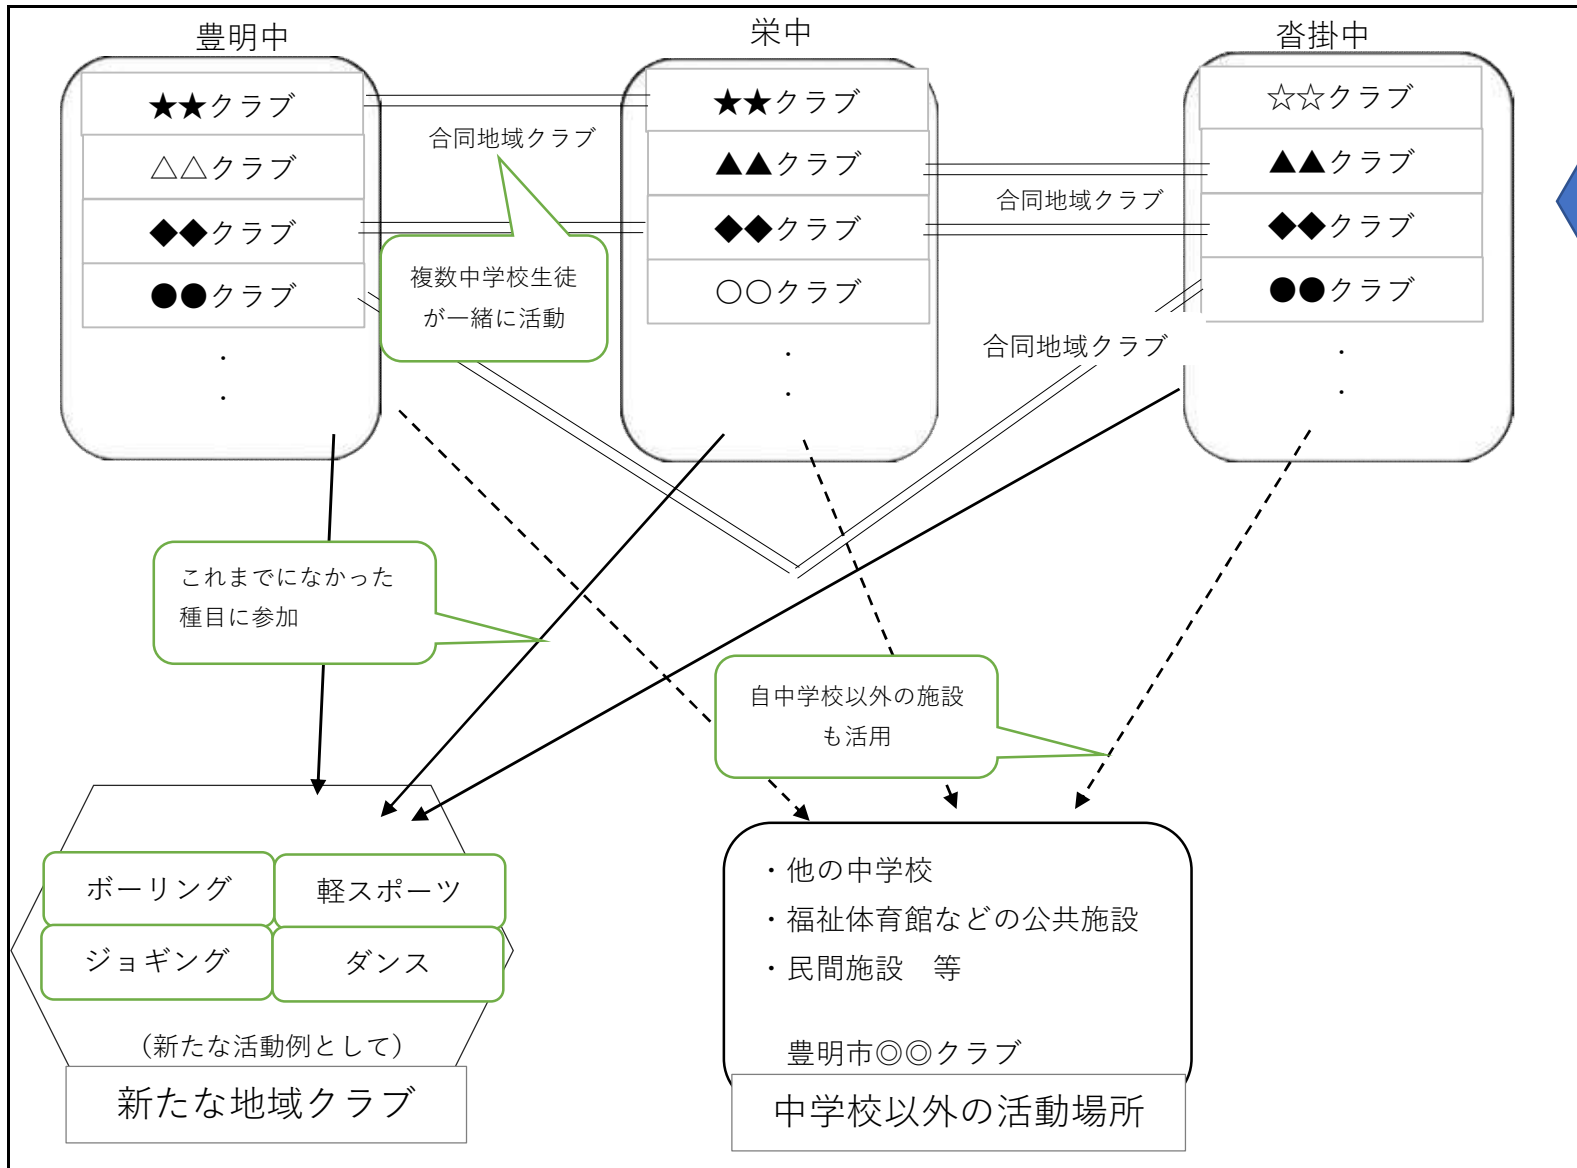 豊明中
栄中
沓掛中
★★クラブ
△△クラブ
◆◆クラブ
●●クラブ
・
・
★★クラブ
▲▲クラブ
◆◆クラブ
○○クラブ
・
・
☆☆クラブ
▲▲クラブ
◆◆クラブ
●●クラブ
・
・
合同地域クラブ
合同地域クラブ
合同地域クラブ
複数中学校生徒
が一緒に活動
これまでになかった
種目に参加
自中学校以外の施設
も活用
ボーリング
軽スポーツ
ジョギング
ダンス
（新たな活動例として）
新たな地域クラブ
・他の中学校
・福祉体育館などの公共施設
・民間施設　等
豊明市◎◎クラブ
中学校以外の活動場所